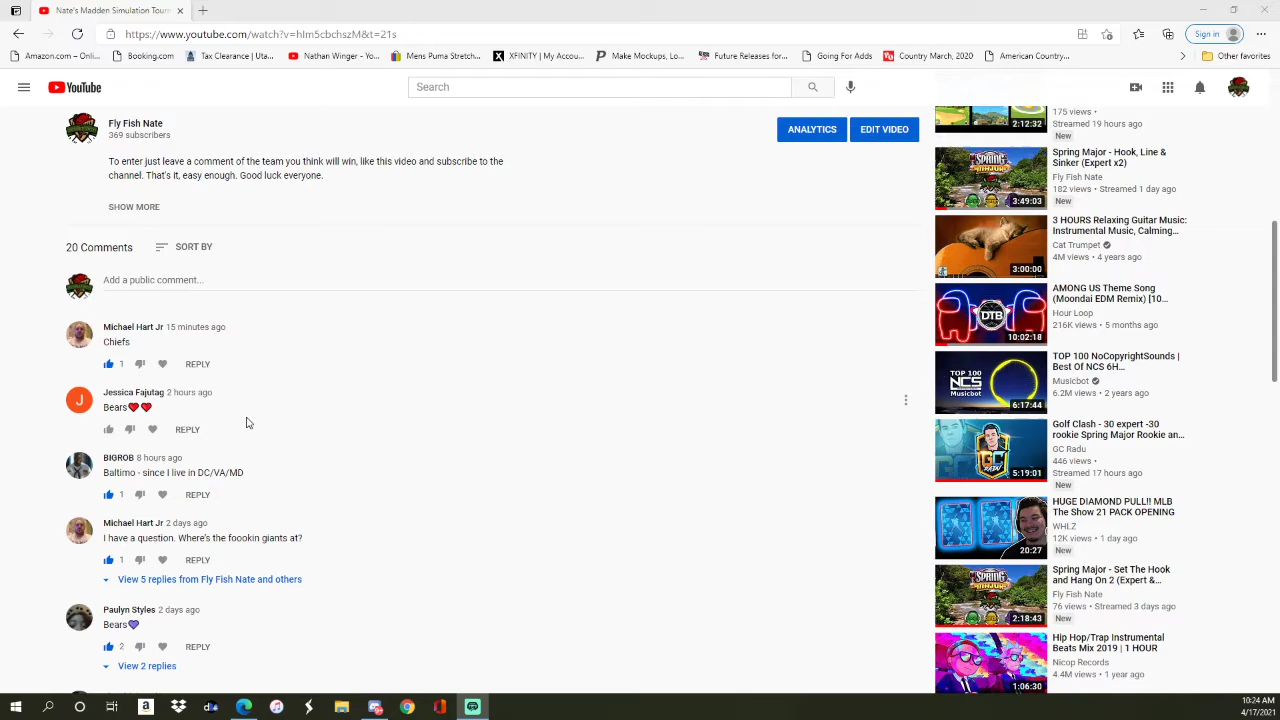 Nate's Madden Simulation Tourn
https://www.youtube.com/watch?v=hIm5cbchszM&t=21s
Sign in
Amazon.com – Onlin...
Booking.com
Tax Clearance | Uta...
Nathan Winger - Yo...
Mens Puma Stretch...
XFINITY | My Accou...
Make Mockups, Lo...
Future Releases for...
Going For Adds
Country March, 2020
American Country...
Other favorites
YouTube
Search
Fly Fish Nate
369 subscribers
ANALYTICS
EDIT VIDEO
To enter just leave a comment of the team you think will win, like this video and subscribe to the
channel. That's it, easy enough. Good luck everyone.
SHOW MORE
20 Comments
SORT BY
Add a public comment...
Michael Hart Jr 15 minutes ago
Chiefs
1 REPLY
Jessica Fajutag 2 hours ago
Bears❤️❤️
REPLY
BIGROB 8 hours ago
Baltimo - since I live in DC/VA/MD
1 REPLY
Michael Hart Jr 2 days ago
I have a question. Where's the foookin giants at?
1 REPLY
View 5 replies from Fly Fish Nate and others
Paulyn Styles 2 days ago
Bears💜
2 REPLY
View 2 replies
2:12:32
175 views •
Streamed 19 hours ago
New
SPRING MAJOR
3:49:03
Spring Major - Hook, Line &
Sinker (Expert x2)
Fly Fish Nate
182 views • Streamed 1 day ago
New
3:00:00
3 HOURS Relaxing Guitar Music:
Instrumental Music, Calming...
Cat Trumpet
4M views • 4 years ago
DTB
10:02:18
AMONG US Theme Song
(Moondai EDM Remix) [10...
Hour Loop
216K views • 5 months ago
TOP 100
NCS
6 HOUR
6:17:44
TOP 100 NoCopyrightSounds |
Best Of NCS 6H...
Musicbot
6.2M views • 2 years ago
GC
RADU
5:19:01
Golf Clash - 30 expert -30
rookie Spring Major Rookie an...
GC Radu
446 views •
Streamed 17 hours ago
New
20:27
HUGE DIAMOND PULL!! MLB
The Show 21 PACK OPENING
WHLZ
12K views • 1 day ago
New
SPRING MAJOR
2:18:43
Spring Major - Set The Hook
and Hang On 2 (Expert &...
Fly Fish Nate
76 views • Streamed 3 days ago
New
1:06:30
Hip Hop/Trap Instrumental
Beats Mix 2019 | 1 HOUR
Nicop Records
4.4M views • 1 year ago
10:24 AM
4/17/2021